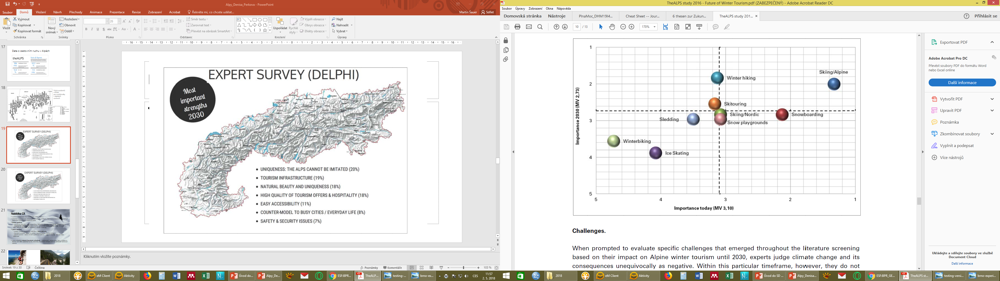 Alpy_Denisa_Perkova - PowerPoint
Soubor Domů Vložení Návrh Přechody Animace Prezentace Revize Zobrazení Acrobat Řekněte mi, co chcete udělat... Martin Šauer Sdílet
Vložit
Vyjmout
Kopírovat
Kopírovat formát
Schránka
Nový snímek
Rozložení
Obnovit
Oddíl
Snímky
26
Písmo
Směr textu
Zarovnat text
Převést na obrázek SmartArt
Odstavec
Uspořádat
Rychlé styly
Výplň obrazce
Obrys obrazce
Efekty obrazce
Kreslení
Najít
Nahradit
Vybrat
Úpravy
17
Data o cestovním ruchu v Alpách
theALPS
facts & figures
18
19
EXPERT SURVEY (DELPHI)
20
EXPERT SURVEY (DELPHI)
21
Nabídka CR
22
EXPERT SURVEY (DELPHI)
Most
important
strengths
2030
• UNIQUENESS: THE ALPS CANNOT BE IMITATED (20%)
• TOURISM INFRASTRUCTURE (19%)
• NATURAL BEAUTY AND UNIQUENESS (18%)
• HIGH QUALITY OF TOURISM OFFERS & HOSPITALITY (18%)
• EASY ACCESSIBILITY (11%)
• COUNTER-MODEL TO BUSY CITIES / EVERYDAY LIFE (8%)
• SAFETY & SECURITY ISSUES (7%)
Kliknutím vložíte poznámky.
Snímek 19 z 30 Čeština Poznámky Komentáře 103 %
2018 eM Client Aktivity Úvod do... Alpy_De... ESF:BPR... TheALP... testing-... brno-ex... CES 11:57
2. 5. 2018
TheALPS study 2016 - Future of Winter Tourism.pdf (ZABEZPEČENÝ) - Adobe Acrobat Reader DC
Soubor Úpravy Zobrazení Okna Nápověda
Domovská stránka Nástroje PlnaMoc_DHM19I4... Cheat Sheet -- Jour... 6 thesen zur Zukun... TheALPS study 201... × Přihlásit se
10 / 13 170%
1
2
3
4
5
Importance 2030 (MV 2,73)
Skiing/Alpine
Winter hiking
Skitouring
Skiing/Nordic
Snowboarding
Sledding
Snow playgrounds
Winterbiking
Ice Skating
5 4 3 2 1
Importance today (MV 3,10)
Challenges.
When prompted to evaluate specific challenges that emerged throughout the literature screening
based on their impact on Alpine winter tourism until 2030, experts judge climate change and its
consequences unequivocally as negative. Within this particular timeframe, however, they do not
Exportovat PDF
Adobe Acrobat Pro DC
Převést soubory PDF do formátu Word
nebo Excel online
Další informace
Vytvořit PDF
Upravit PDF
Poznámka
Zkombinovat soubory
Vyplnit a podepsat
Více nástrojů
Ukládejte a sdílejte soubory ve službě
Document Cloud
Další informace
2018 eM Client Aktivity Úvod do SD ... Alpy_Denisa... ESF:BPR_GE... TheALPS st... testing-versi... brno-experi...